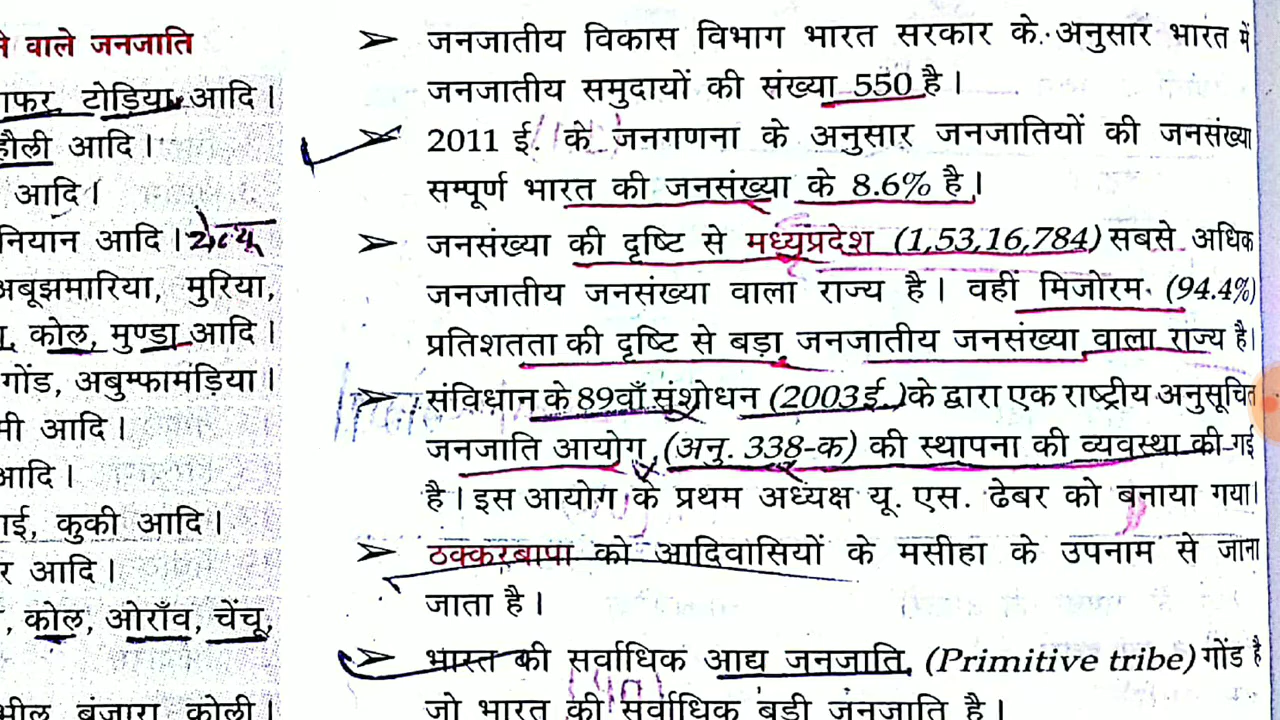 वाले जनजाति
टोड़िया, आदि।
आदि।
आदि।
आदि।
अबूझमारिया, मुरिया,
कोल, मुण्डा आदि।
गोंड, अबुम्फामंड़िया।
आदि।
आदि।
कुकी आदि।
आदि।
कोल, ओराँव, चेंचू,
बंजारा, कोली।
जनजातीय विकास विभाग भारत सरकार के अनुसार भारत में
जनजातीय समुदायों की संख्या 550 है।
2011 ई. के जनगणना के अनुसार जनजातियों की जनसंख्या
सम्पूर्ण भारत की जनसंख्या के 8.6% है।
जनसंख्या की दृष्टि से मध्यप्रदेश (1,53,16,784) सबसे अधिक
जनजातीय जनसंख्या वाला राज्य है। वहीं मिजोरम (94.4%)
प्रतिशतता की दृष्टि से बड़ा जनजातीय जनसंख्या वाला राज्य है।
संविधान के 89वाँ संशोधन (2003 ई.) के द्वारा एक राष्ट्रीय अनुसूचित
जनजाति आयोग (अनु. 338-क) की स्थापना की व्यवस्था की गई
है। इस आयोग के प्रथम अध्यक्ष यू. एस. ढेबर को बनाया गया।
ठक्करबापा को आदिवासियों के मसीहा के उपनाम से जाना
जाता है।
भारत की सर्वाधिक आद्य जनजाति, (Primitive tribe) गोंड है
जो भारत की सर्वाधिक बड़ी जनजाति है।